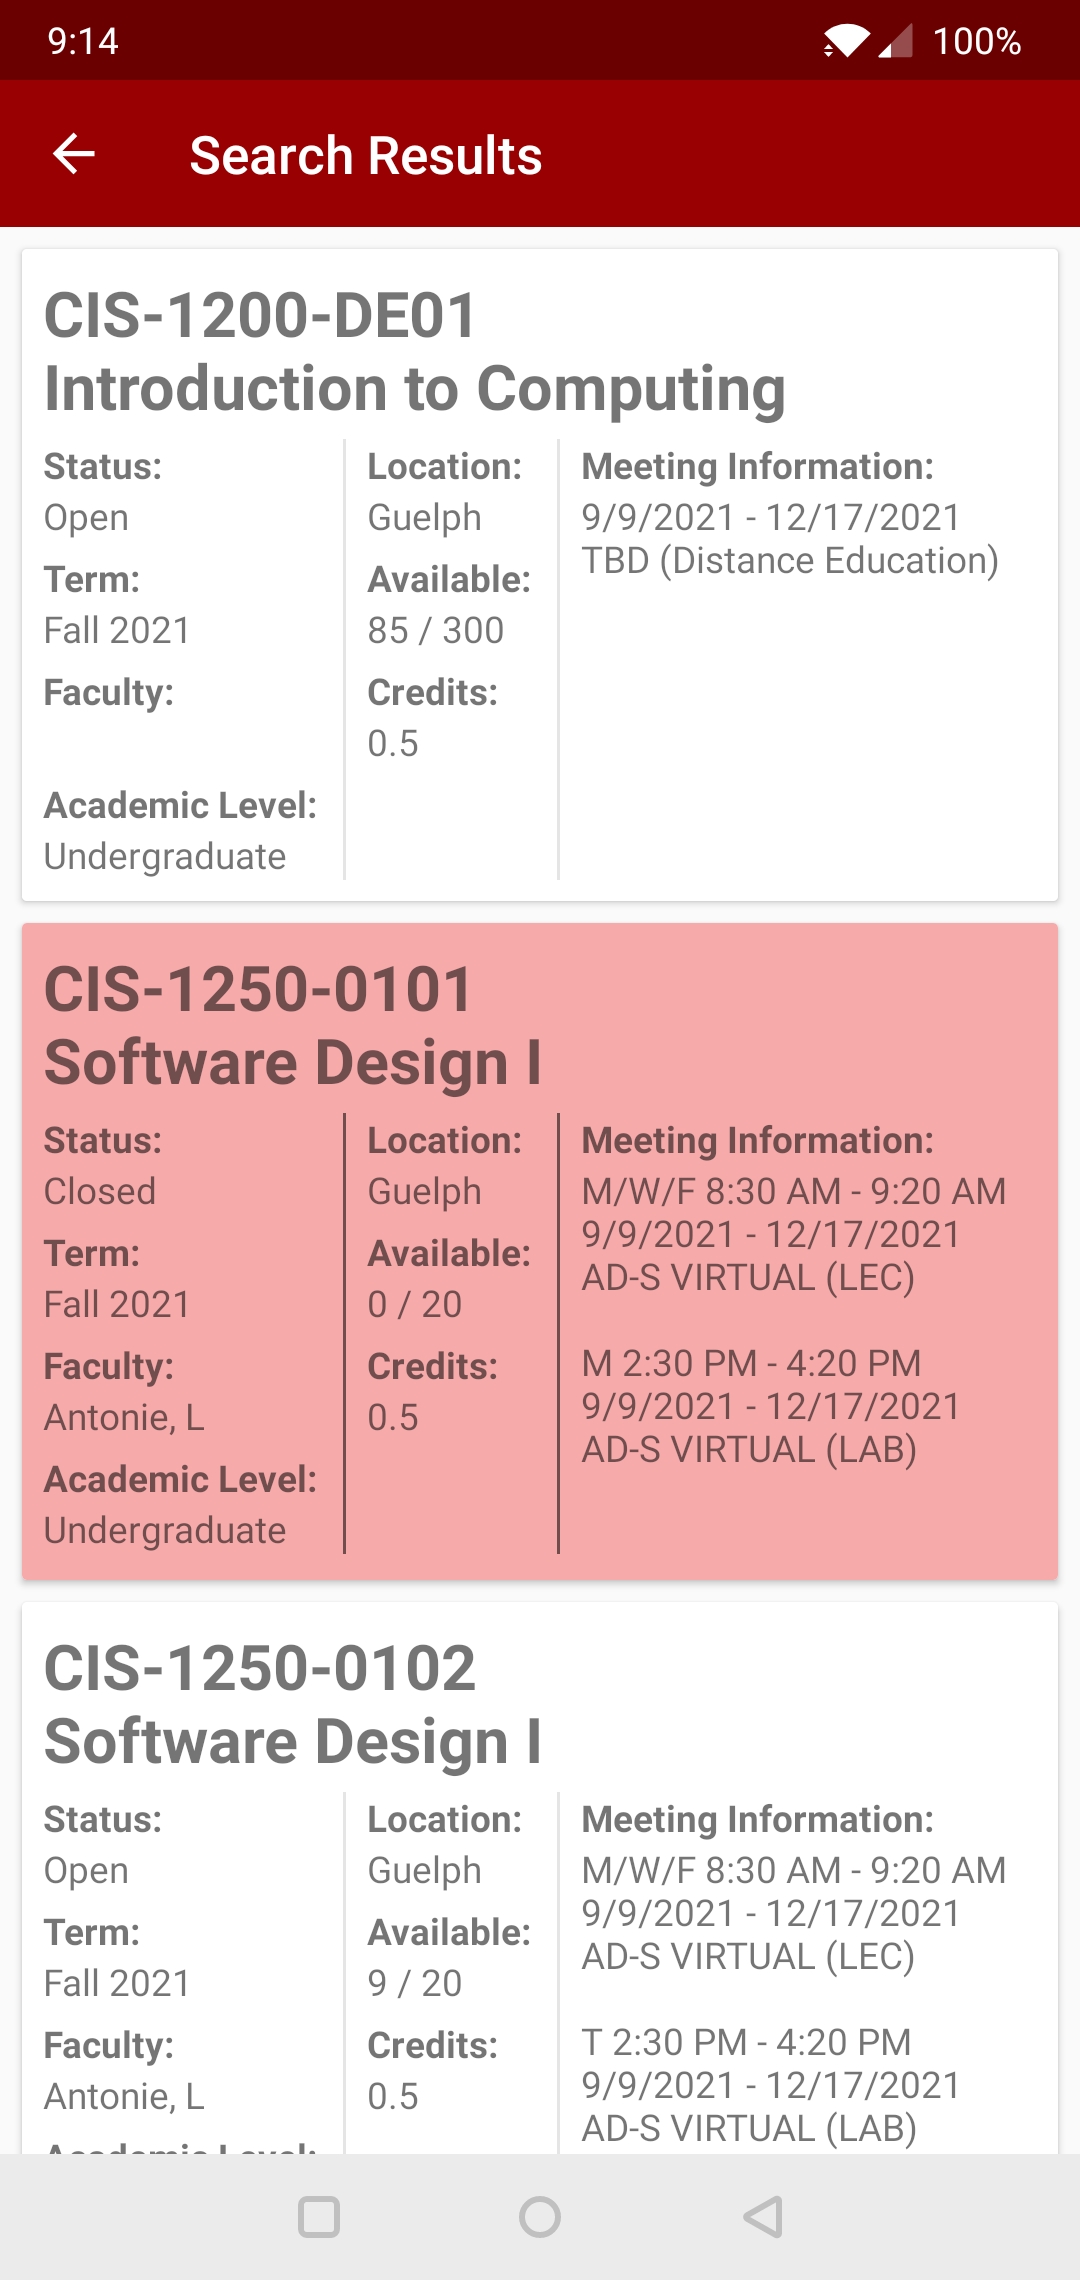 9:14
100%
Search Results
CIS-1200-DE01
Introduction to Computing
Status:
Open
Term:
Fall 2021
Faculty:
Academic Level:
Undergraduate
Location:
Guelph
Available:
85 / 300
Credits:
0.5
Meeting Information:
9/9/2021 - 12/17/2021
TBD (Distance Education)
CIS-1250-0101
Software Design I
Status:
Closed
Term:
Fall 2021
Faculty:
Antonie, L
Academic Level:
Undergraduate
Location:
Guelph
Available:
0 / 20
Credits:
0.5
Meeting Information:
M/W/F 8:30 AM - 9:20 AM
9/9/2021 - 12/17/2021
AD-S VIRTUAL (LEC)
M 2:30 PM - 4:20 PM
9/9/2021 - 12/17/2021
AD-S VIRTUAL (LAB)
CIS-1250-0102
Software Design I
Status:
Open
Term:
Fall 2021
Faculty:
Antonie, L
Academic Level:
Location:
Guelph
Available:
9 / 20
Credits:
0.5
Meeting Information:
M/W/F 8:30 AM - 9:20 AM
9/9/2021 - 12/17/2021
AD-S VIRTUAL (LEC)
T 2:30 PM - 4:20 PM
9/9/2021 - 12/17/2021
AD-S VIRTUAL (LAB)